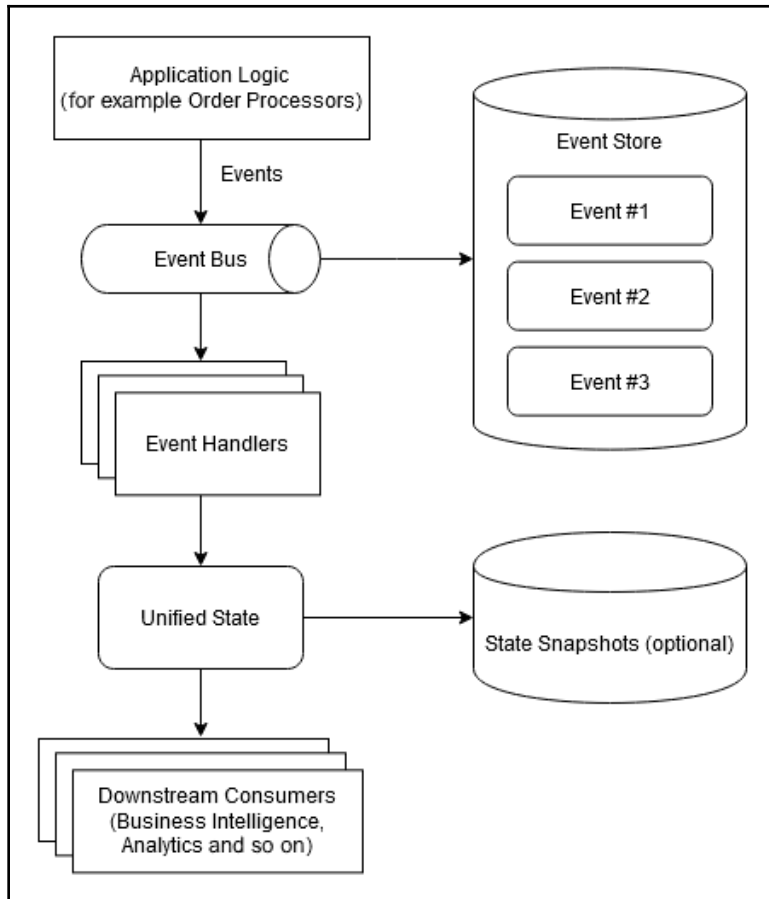 Application Logic
(for example Order Processors)
Events
Event Bus
Event Store
Event #1
Event #2
Event #3
Event Handlers
Unified State
State Snapshots (optional)
Downstream Consumers
(Business Intelligence,
Analytics and so on)